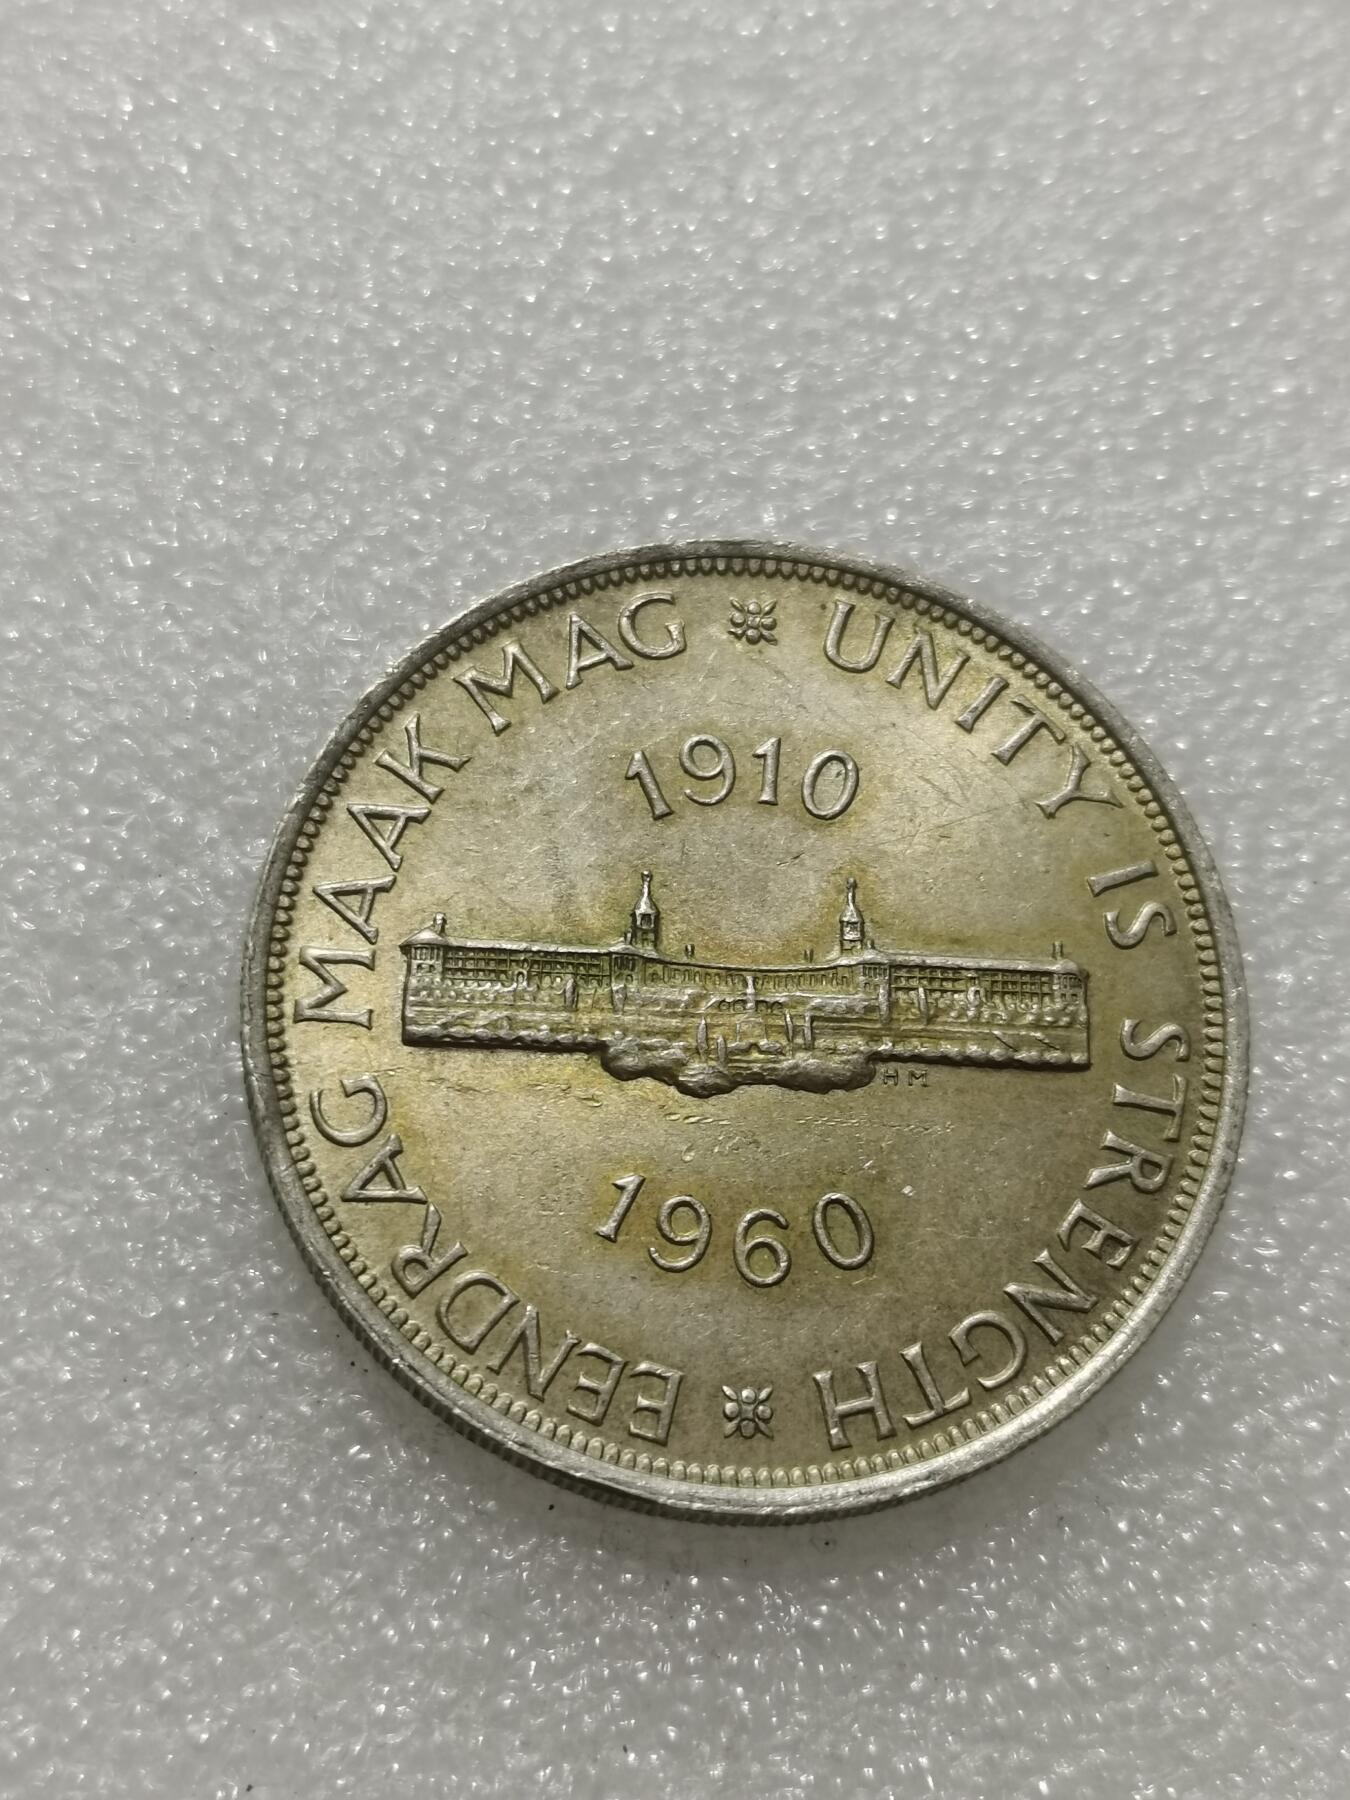 EENDRAG MAAK MAG
UNITY IS STRENGTH
1910
HM
1960